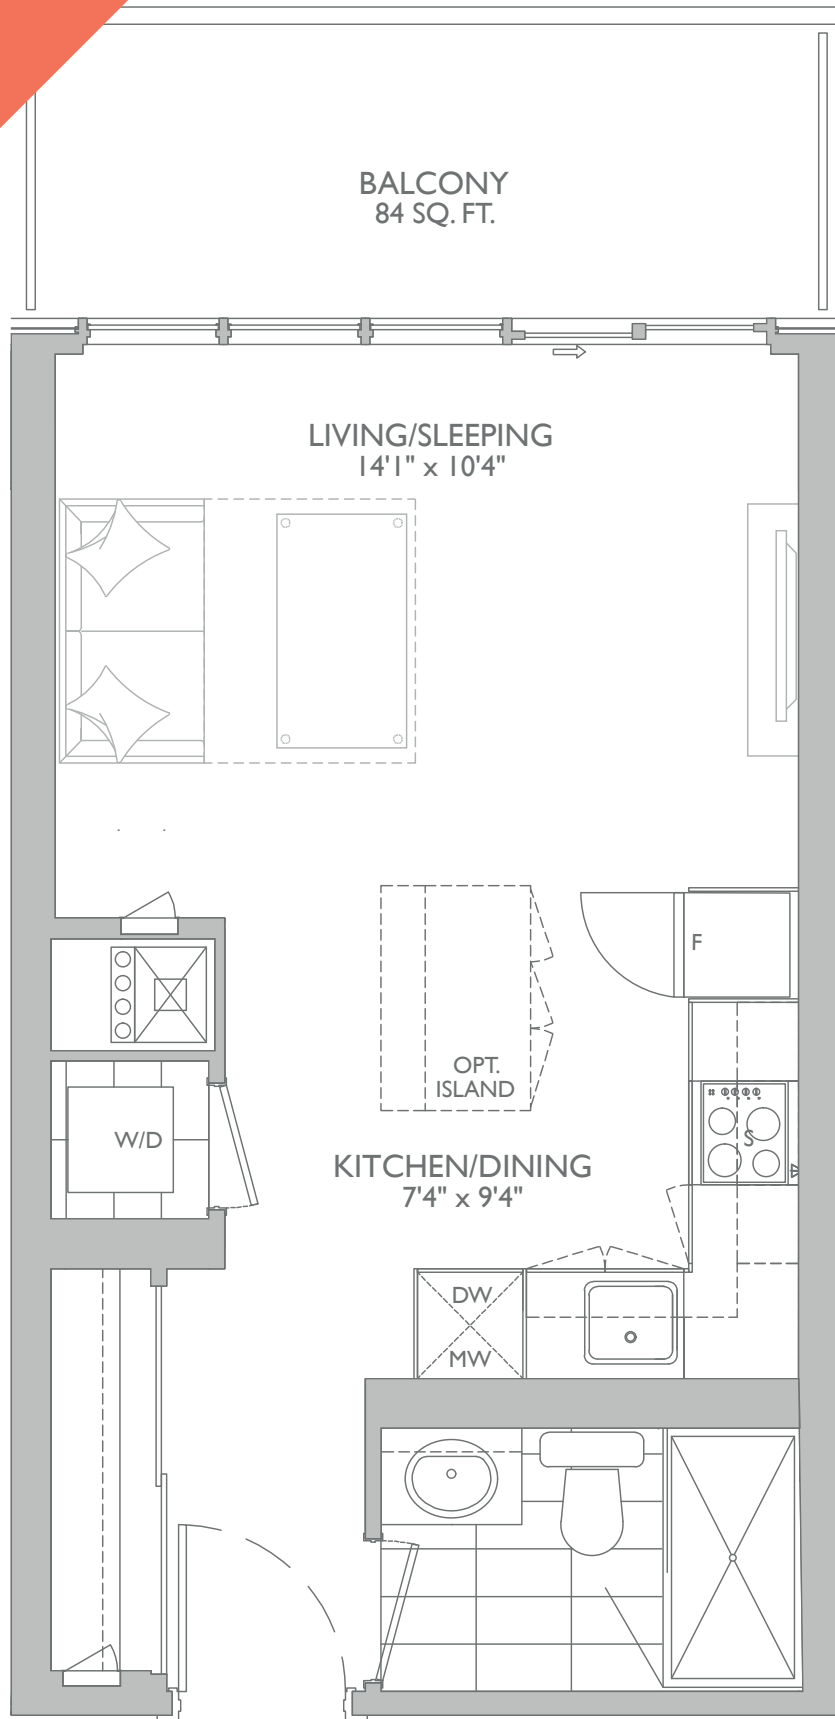 BALCONY
84 SQ. FT.
LIVING/SLEEPING
14'1" x 10'4"
F
OPT.
ISLAND
S
W/D
KITCHEN/DINING
7'4" x 9'4"
DW
MW